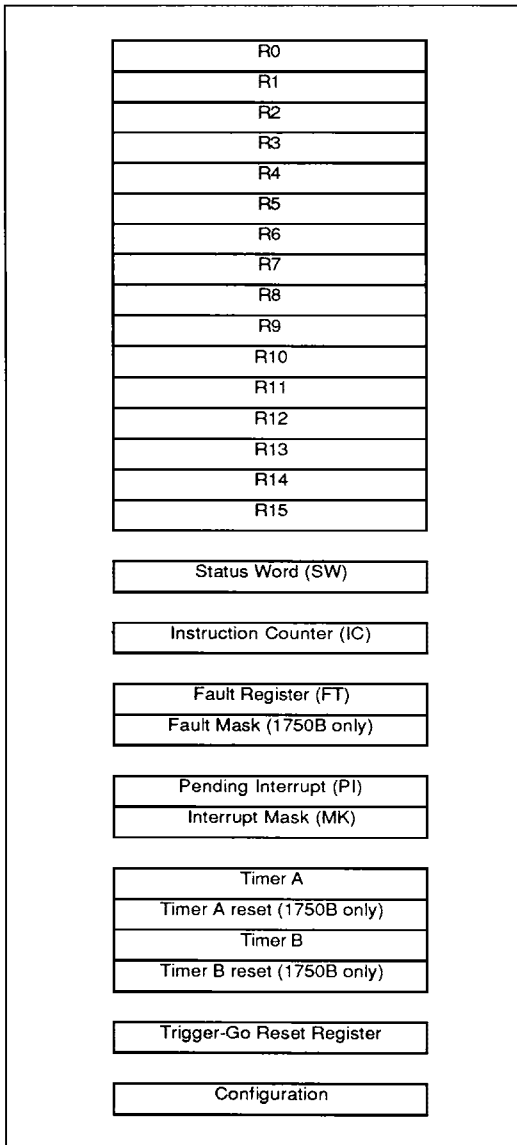 R0
R1
R2
R3
R4
R5
R6
R7
R8
R9
R10
R11
R12
R13
R14
R15
Status Word (SW)
Instruction Counter (IC)
Fault Register (FT)
Fault Mask (1750B only)
Pending Interrupt (PI)
Interrupt Mask (MK)
Timer A
Timer A reset (1750B only)
Timer B
Timer B reset (1750B only)
Trigger-Go Reset Register
Configuration